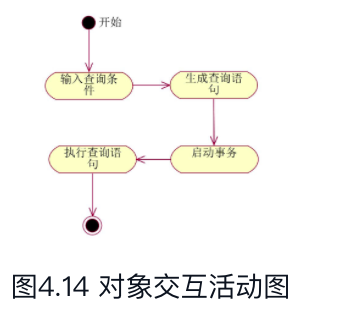 开始
输入查询条
件
生成查询语
句
执行查询语
句
启动事务
图4.14 对象交互活动图